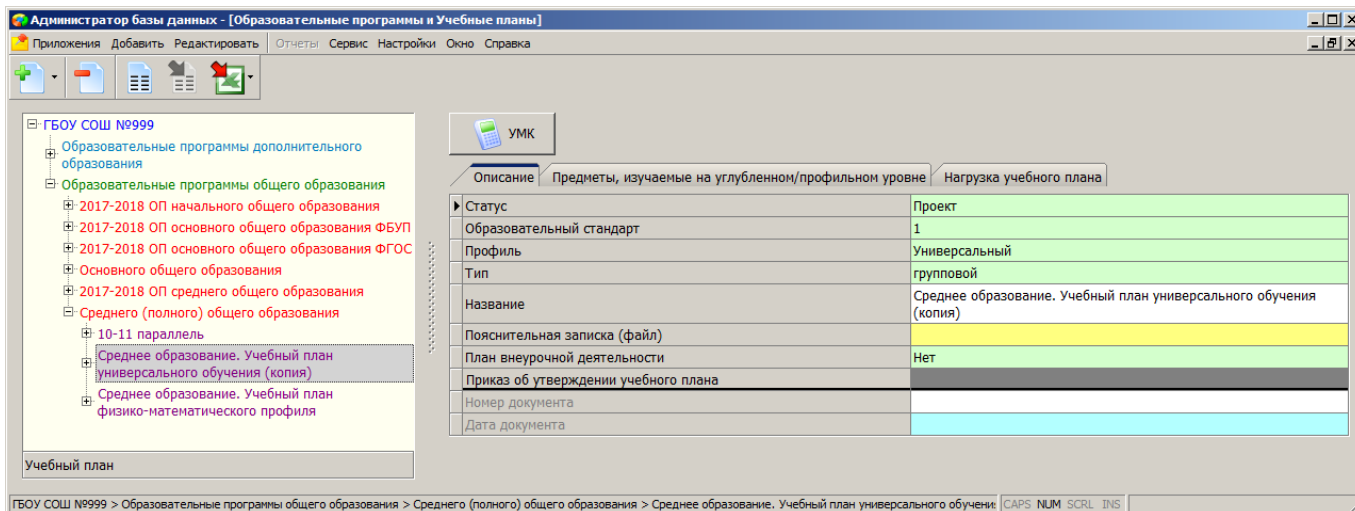 Администратор базы данных - [Образовательные программы и Учебные планы]
Приложения Добавить Редактировать Отчеты Сервис Настройки Окно Справка
ГБОУ СОШ №999
Образовательные программы дополнительного
образования
Образовательные программы общего образования
2017-2018 ОП начального общего образования
2017-2018 ОП основного общего образования ФБУП
2017-2018 ОП основного общего образования ФГОС
Основного общего образования
2017-2018 ОП среднего общего образования
Среднего (полного) общего образования
10-11 параллель
Среднее образование. Учебный план
универсального обучения (копия)
Среднее образование. Учебный план
физико-математического профиля
Учебный план
УМК
Описание Предметы, изучаемые на углубленном/профильном уровне Нагрузка учебного плана
Статус Проект
Образовательный стандарт 1
Профиль Универсальный
Тип групповой
Название Среднее образование. Учебный план универсального обучения
(копия)
Пояснительная записка (файл)
План внеурочной деятельности Нет
Приказ об утверждении учебного плана
Номер документа
Дата документа
ГБОУ СОШ №999 > Образовательные программы общего образования > Среднего (полного) общего образования > Среднее образование. Учебный план универсального обучени CAPS NUM SCRL INS